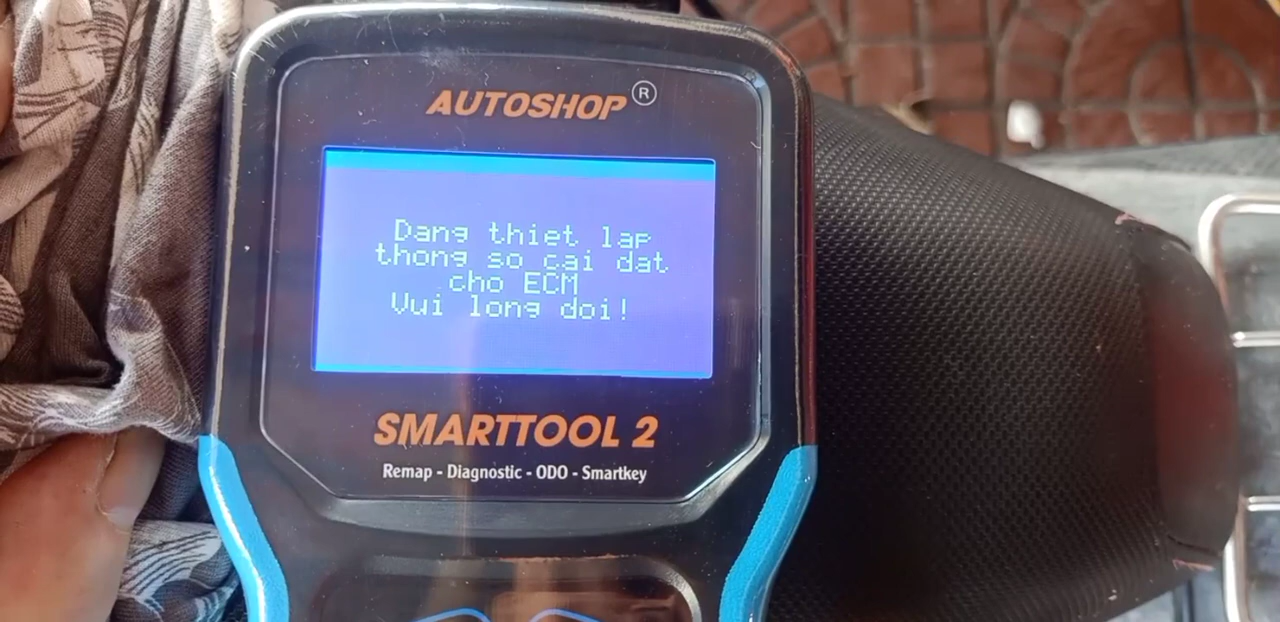 AUTOSHOP ®
Dang thiet lap
thong so cai dat
cho ECM
Vui long doi!
SMARTTOOL 2
Remap - Diagnostic - ODO - Smartkey